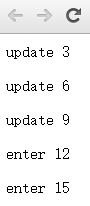 update 3
update 6
update 9
enter 12
enter 15